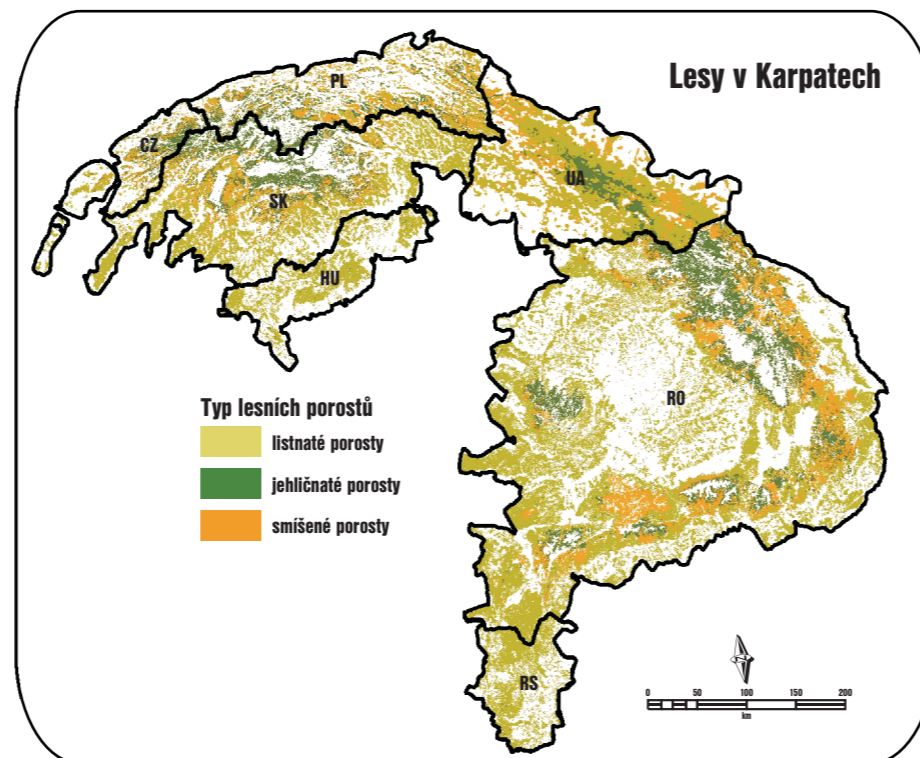 Lesy v Karpatech
PL
CZ
SK
UA
HU
RO
RS
Typ lesních porostů
listnaté porosty
jehličnaté porosty
smíšené porosty
0 50 100 150 200
km